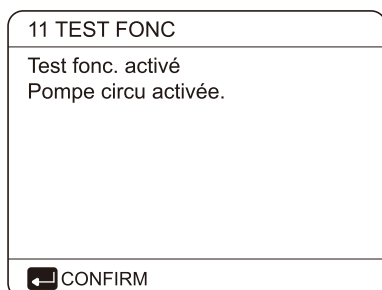 11 TEST FONC
Test fonc. activé
Pompe circu activée.
CONFIRM